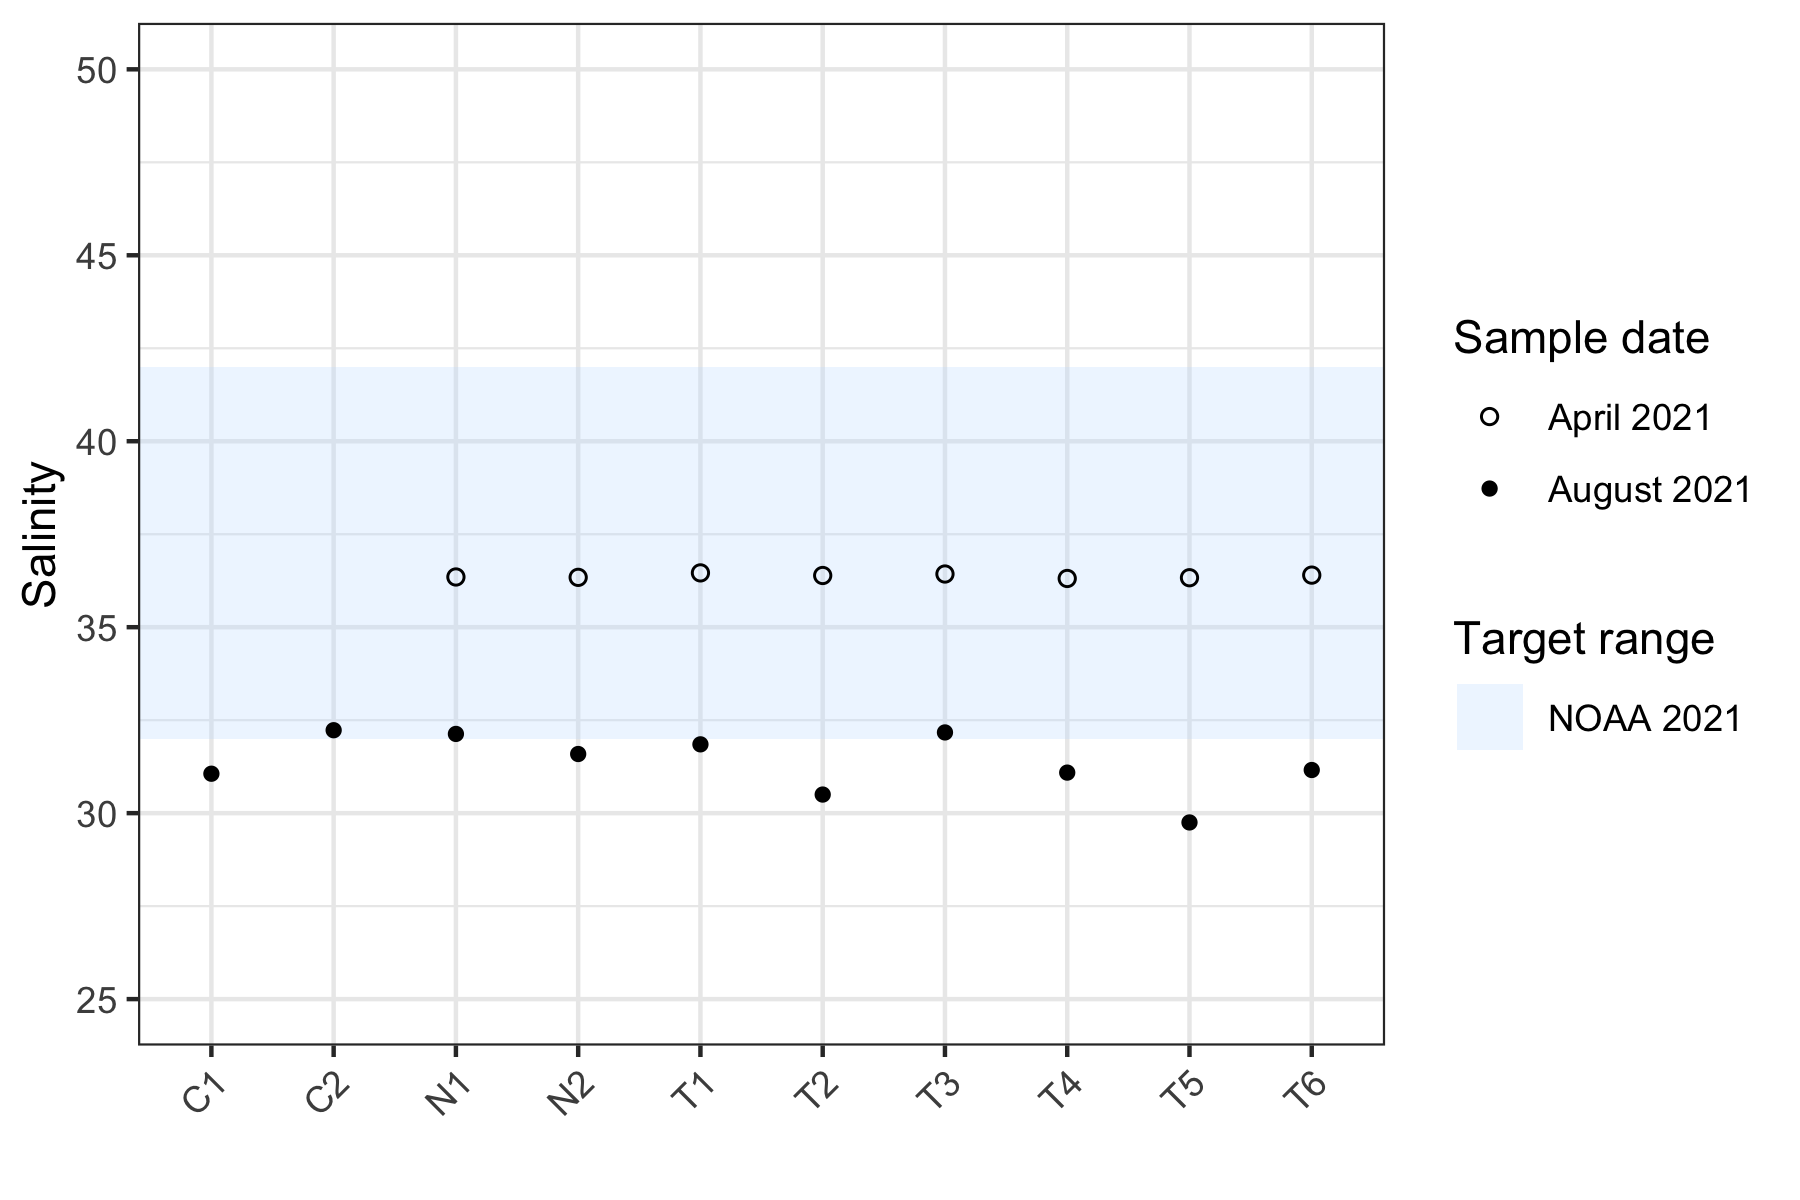 Salinity
50
45
40
35
30
25
C1 C2 N1 N2 T1 T2 T3 T4 T5 T6
Sample date
April 2021
August 2021
Target range
NOAA 2021